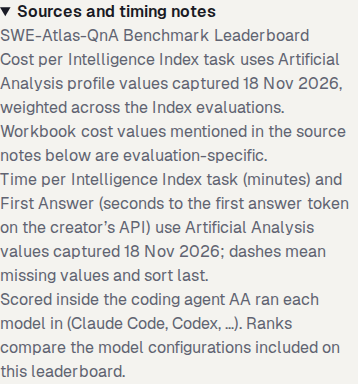 ▼ Sources and timing notes
SWE-Atlas-QnA Benchmark Leaderboard
Cost per Intelligence Index task uses Artificial
Analysis profile values captured 18 Nov 2026,
weighted across the Index evaluations.
Workbook cost values mentioned in the source
notes below are evaluation-specific.
Time per Intelligence Index task (minutes) and
First Answer (seconds to the first answer token
on the creator’s API) use Artificial Analysis
values captured 18 Nov 2026; dashes mean
missing values and sort last.
Scored inside the coding agent AA ran each
model in (Claude Code, Codex, …). Ranks
compare the model configurations included on
this leaderboard.